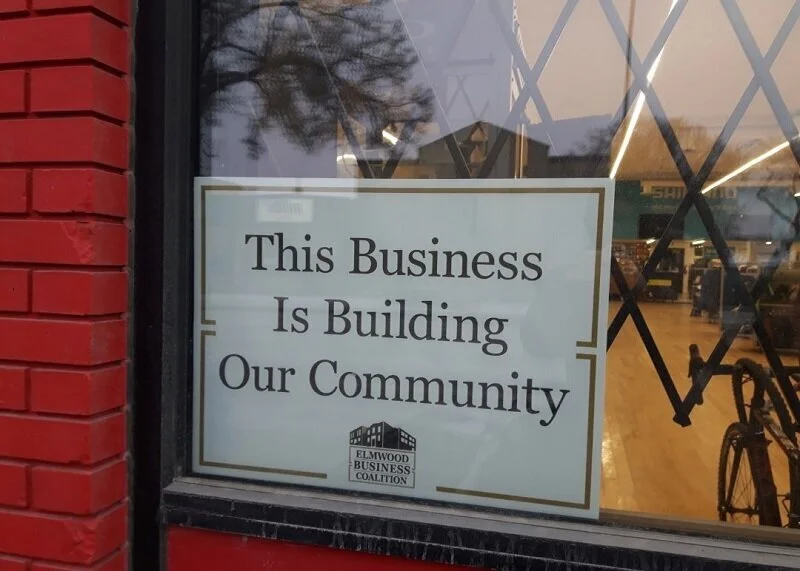 This Business
Is Building
Our Community
ELMWOOD
BUSINESS
COALITION